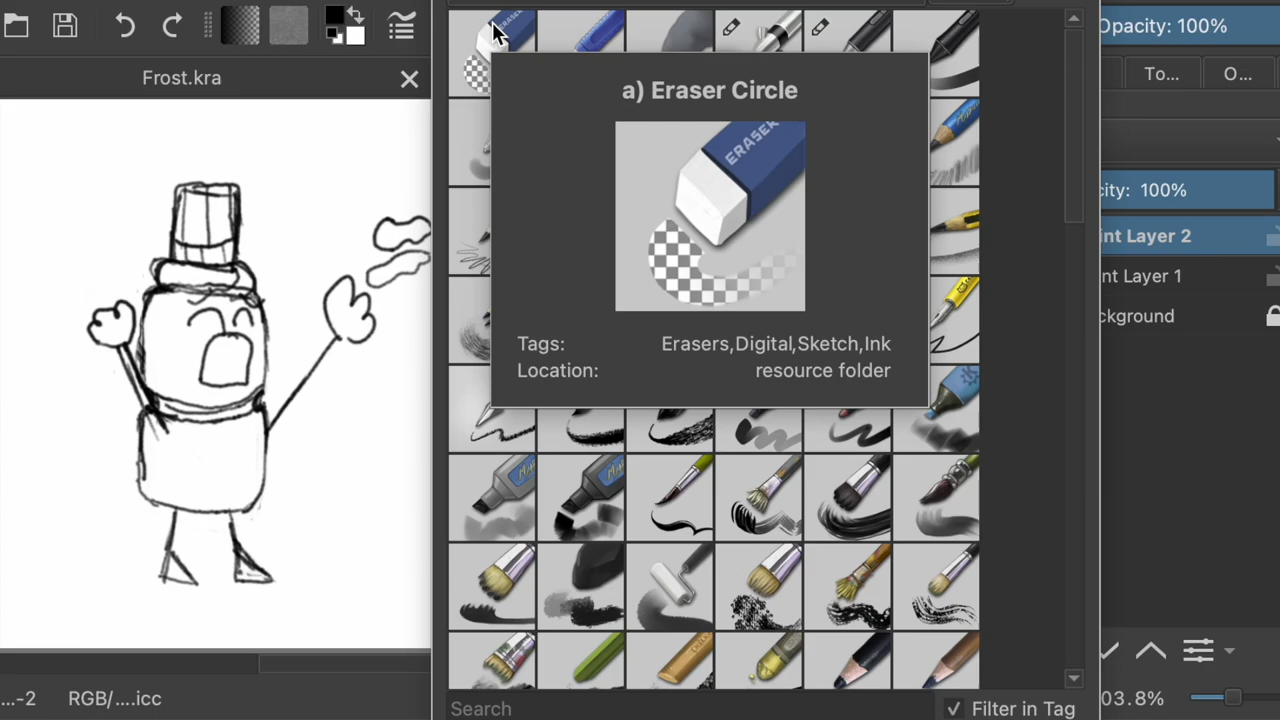 Opacity: 100%
Frost.kra
To...
O...
a) Eraser Circle
ERASER
Tags: Erasers,Digital,Sketch,Ink
Location: resource folder
city: 100%
int Layer 2
nt Layer 1
ckground
...-2
RGB/....icc
Search
Filter in Tag
03.8%